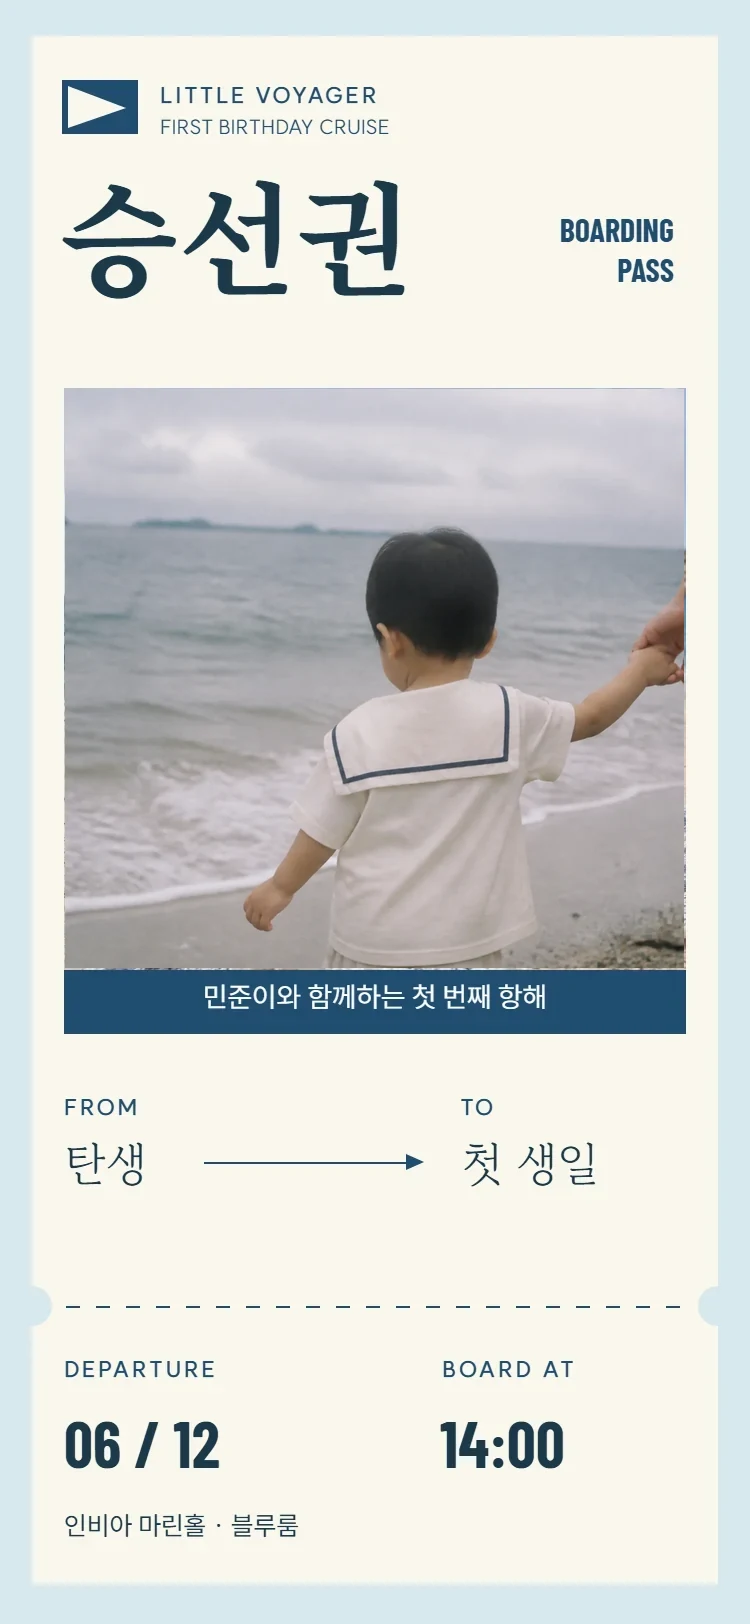 LITTLE VOYAGER
FIRST BIRTHDAY CRUISE
승선권
BOARDING
PASS
민준이와 함께하는 첫 번째 항해
FROM
TO
탄생
첫 생일
DEPARTURE
BOARD AT
06 / 12
14:00
인비아 마린홀 · 블루룸